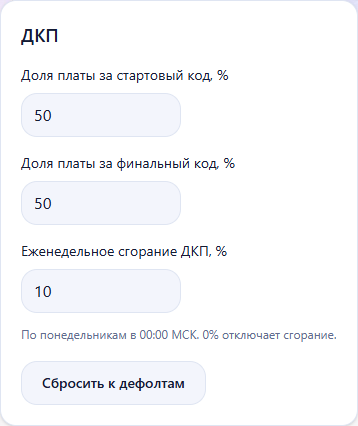 ДКП
Доля платы за стартовый код, %
50
Доля платы за финальный код, %
50
Еженедельное сгорание ДКП, %
10
По понедельникам в 00:00 МСК. 0% отключает сгорание.
Сбросить к дефолтам